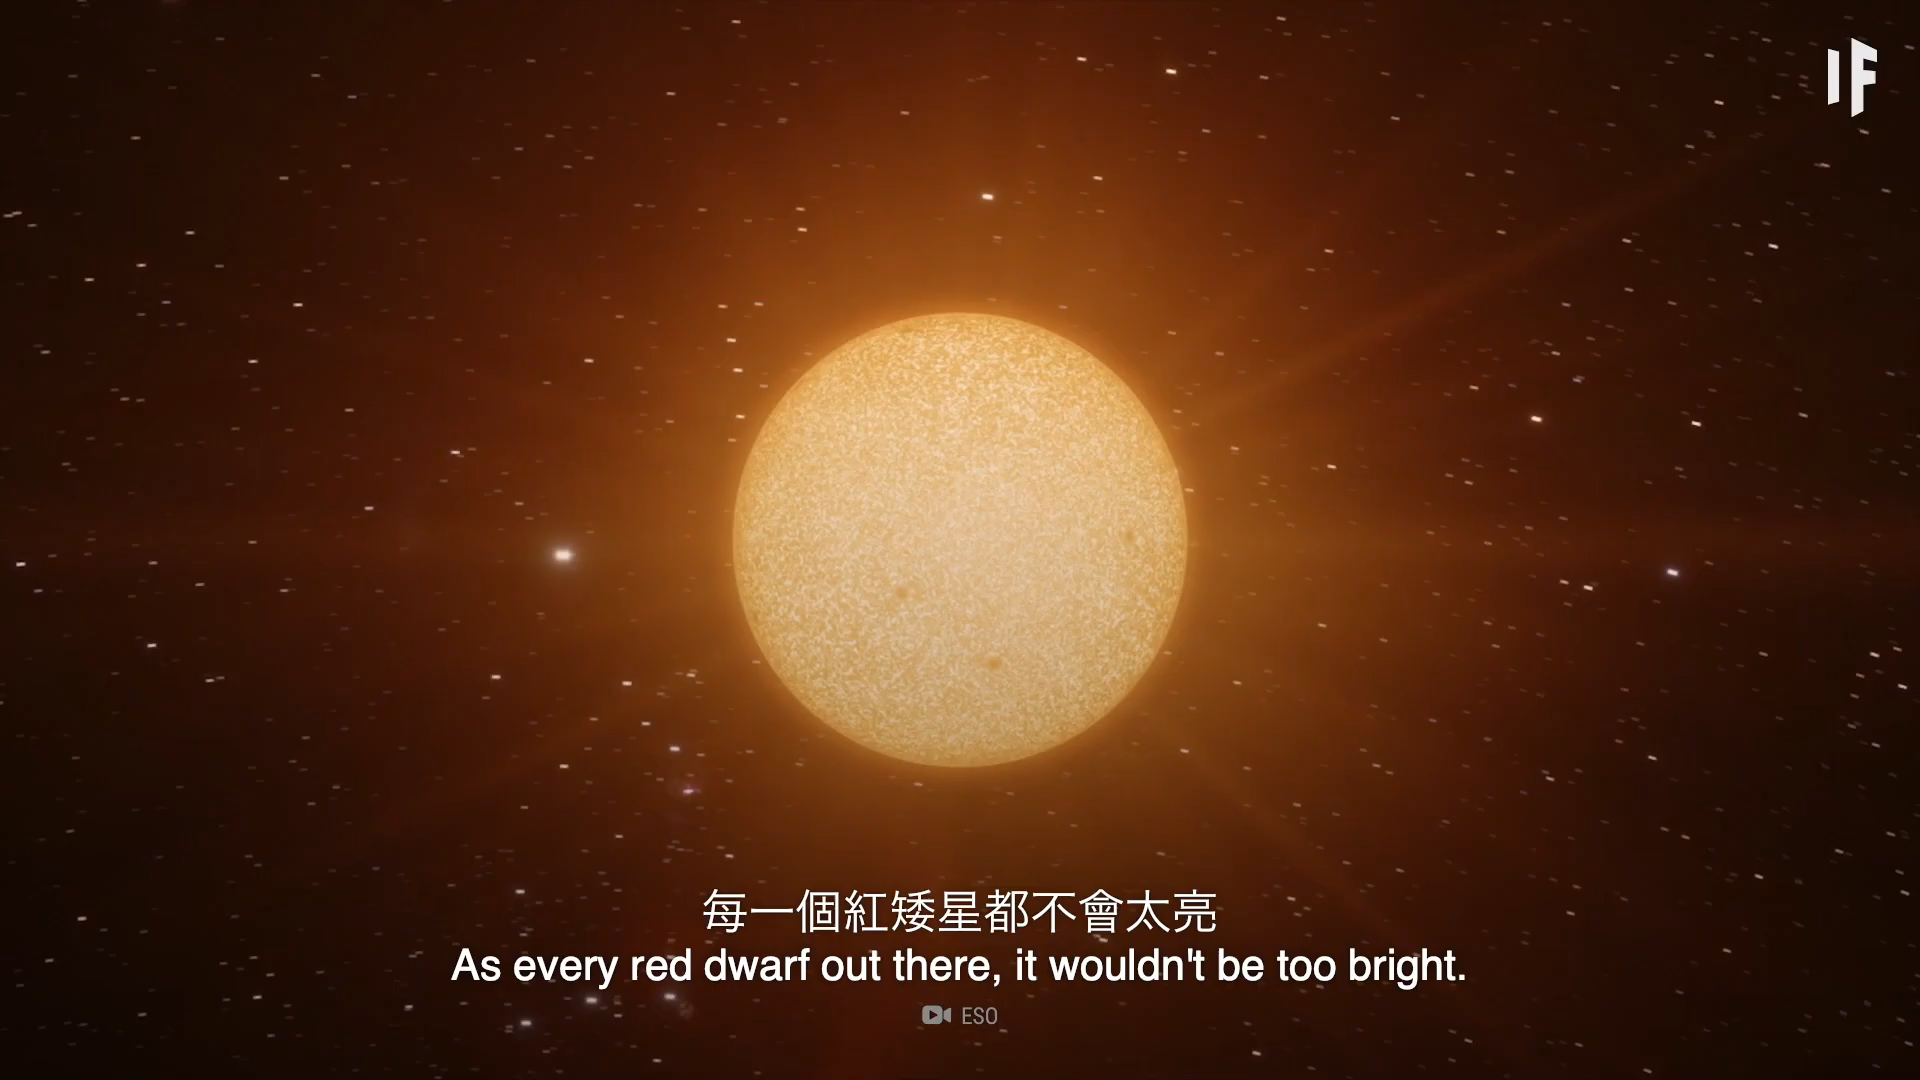 IF
每一個紅矮星都不會太亮
As every red dwarf out there, it wouldn't be too bright.
ESO